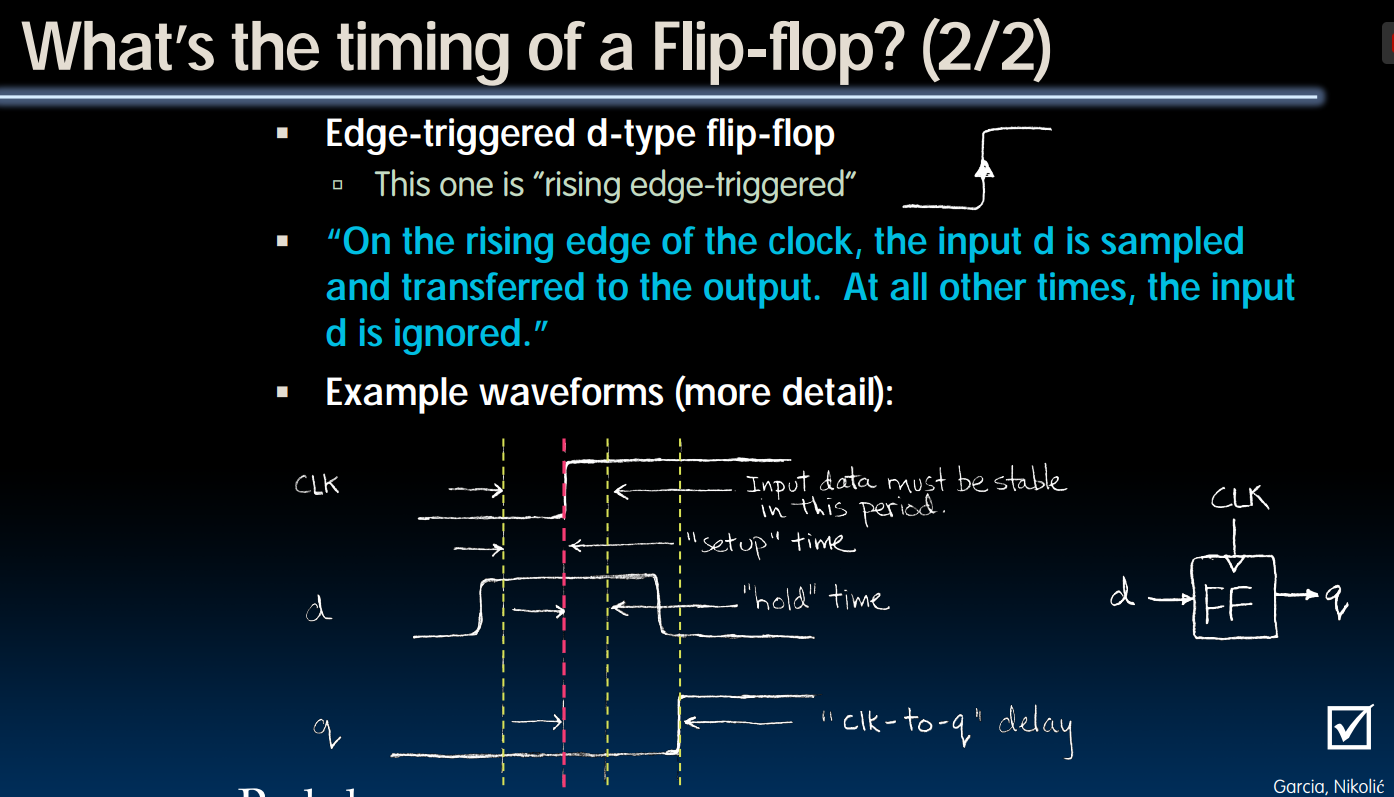 What's the timing of a Flip-flop? (2/2)
▪ Edge-triggered d-type flip-flop
▫ This one is "rising edge-triggered"
▪ "On the rising edge of the clock, the input d is sampled
and transferred to the output. At all other times, the input
d is ignored."
▪ Example waveforms (more detail):
CLK
Input data must be stable
in this period.
"setup" time
d
"hold" time
q
"clk-to-q" delay
CLK
d
FF
q
Garcia, Nikolić